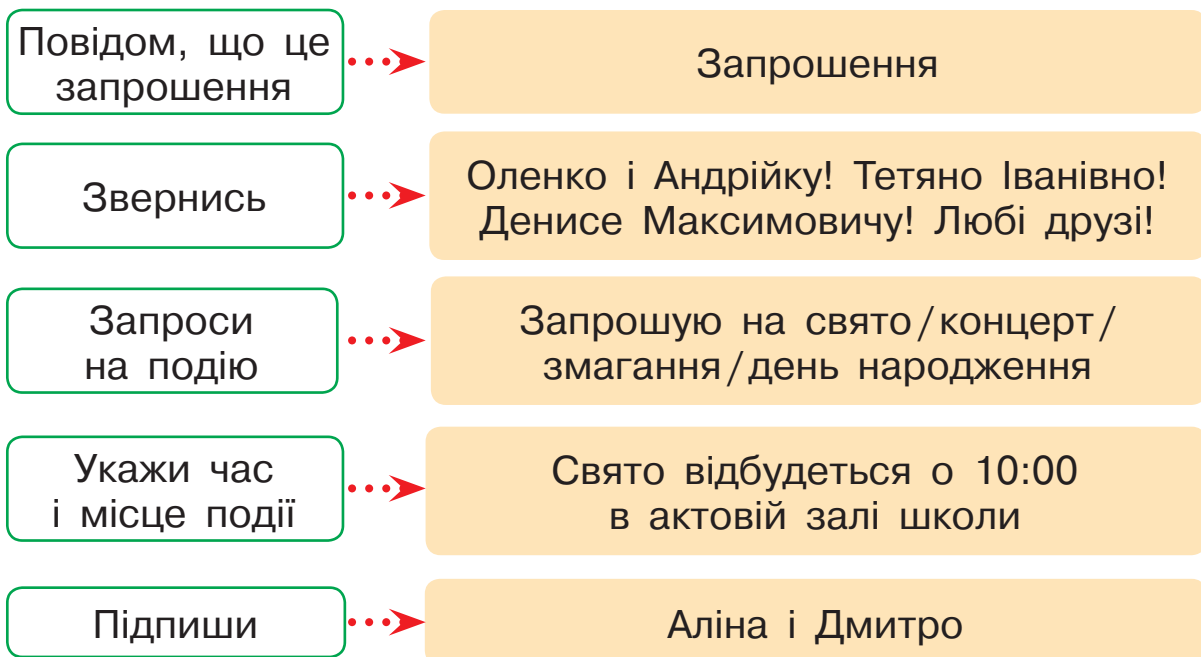 Повідом, що це
запрошення
Запрошення
Звернись
Оленко і Андрійку! Тетяно Іванівно!
Денисе Максимовичу! Любі друзі!
Запроси
на подію
Запрошую на свято/концерт/
змагання/день народження
Укажи час
і місце події
Свято відбудеться о 10:00
в актовій залі школи
Підпиши
Аліна і Дмитро